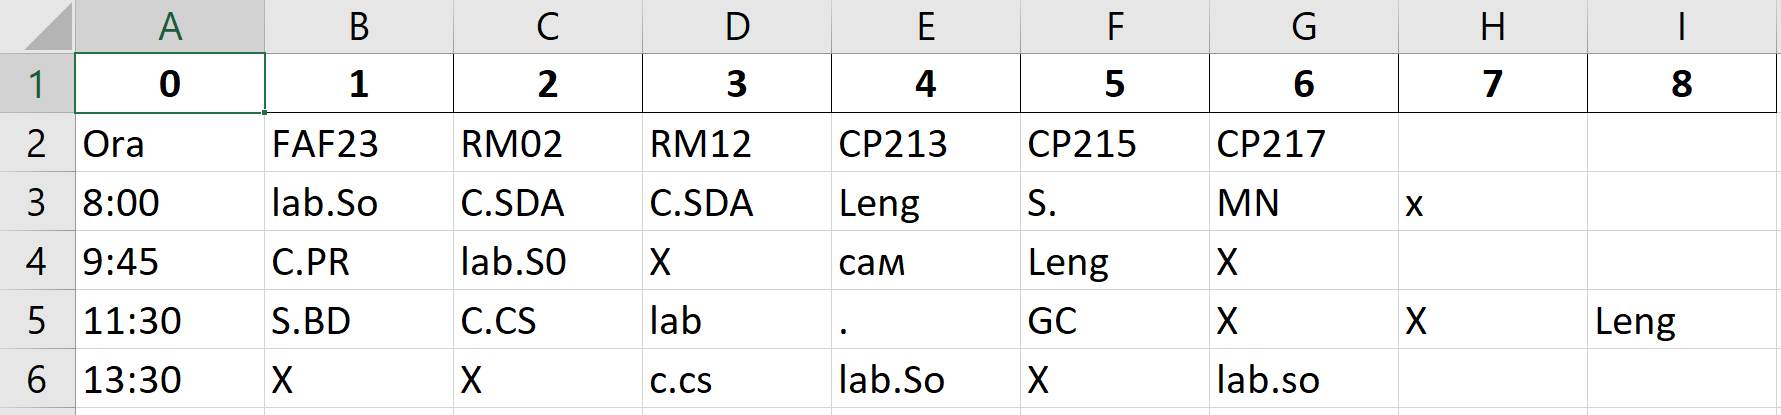 A B C D E F G H I
1 0 1 2 3 4 5 6 7 8
2 Ora FAF23 RM02 RM12 CP213 CP215 CP217
3 8:00 lab.So C.SDA C.SDA Leng S. MN x
4 9:45 C.PR lab.S0 X сам Leng X
5 11:30 S.BD C.CS lab . GC X X Leng
6 13:30 X X c.cs lab.So X lab.so